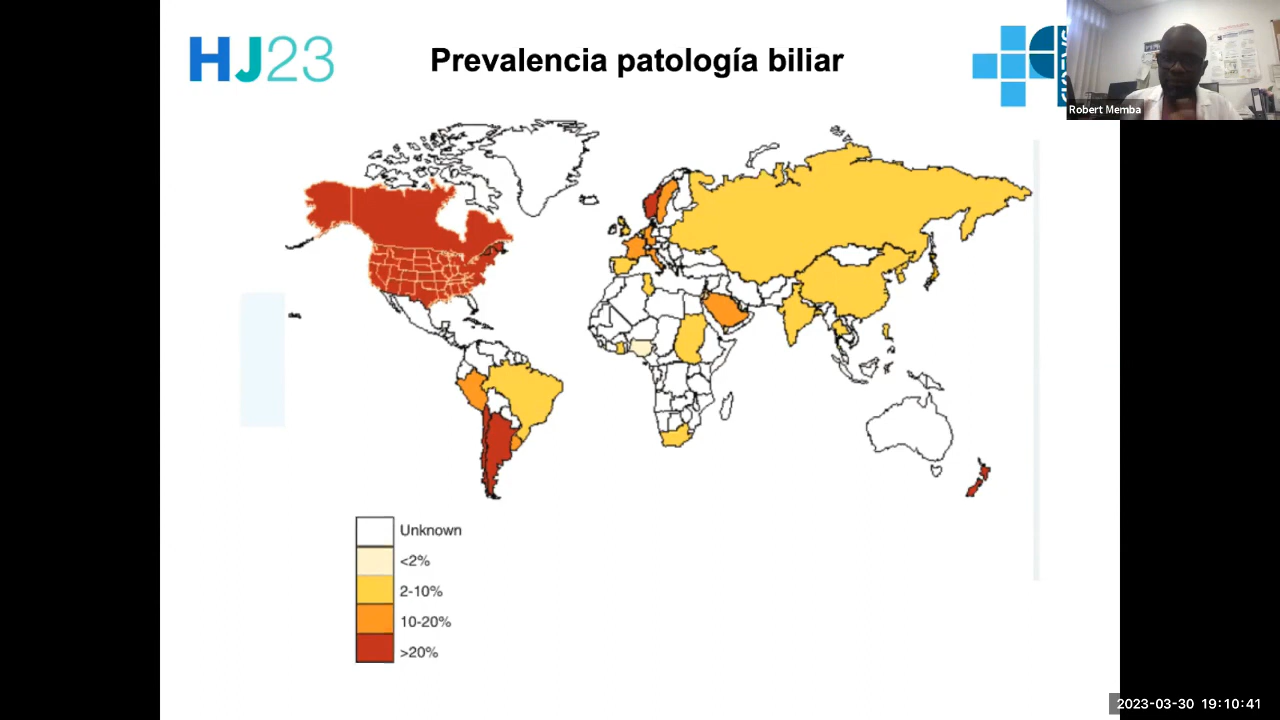 HJ23
Prevalencia patología biliar
Robert Memba
Unknown
<2%
2-10%
10-20%
>20%
2023-03-30 19:10:41